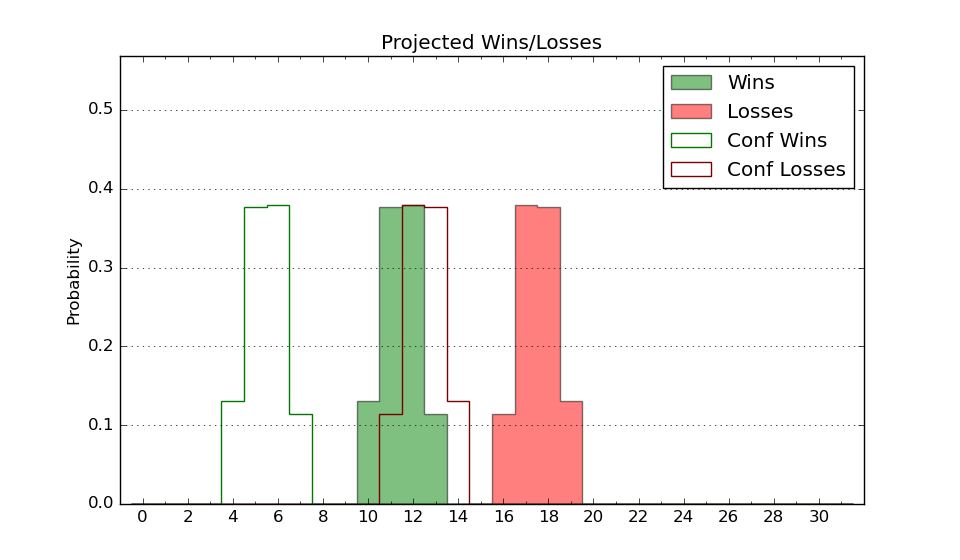 Projected Wins/Losses
Wins
Losses
Conf Wins
Conf Losses
Probability
0.5
0.4
0.3
0.2
0.1
0.0
0 2 4 6 8 10 12 14 16 18 20 22 24 26 28 30